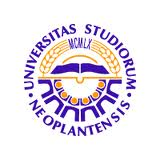 UNIVERSITAS STUDIORUM
MCMLX
NEOPLANTENSIS